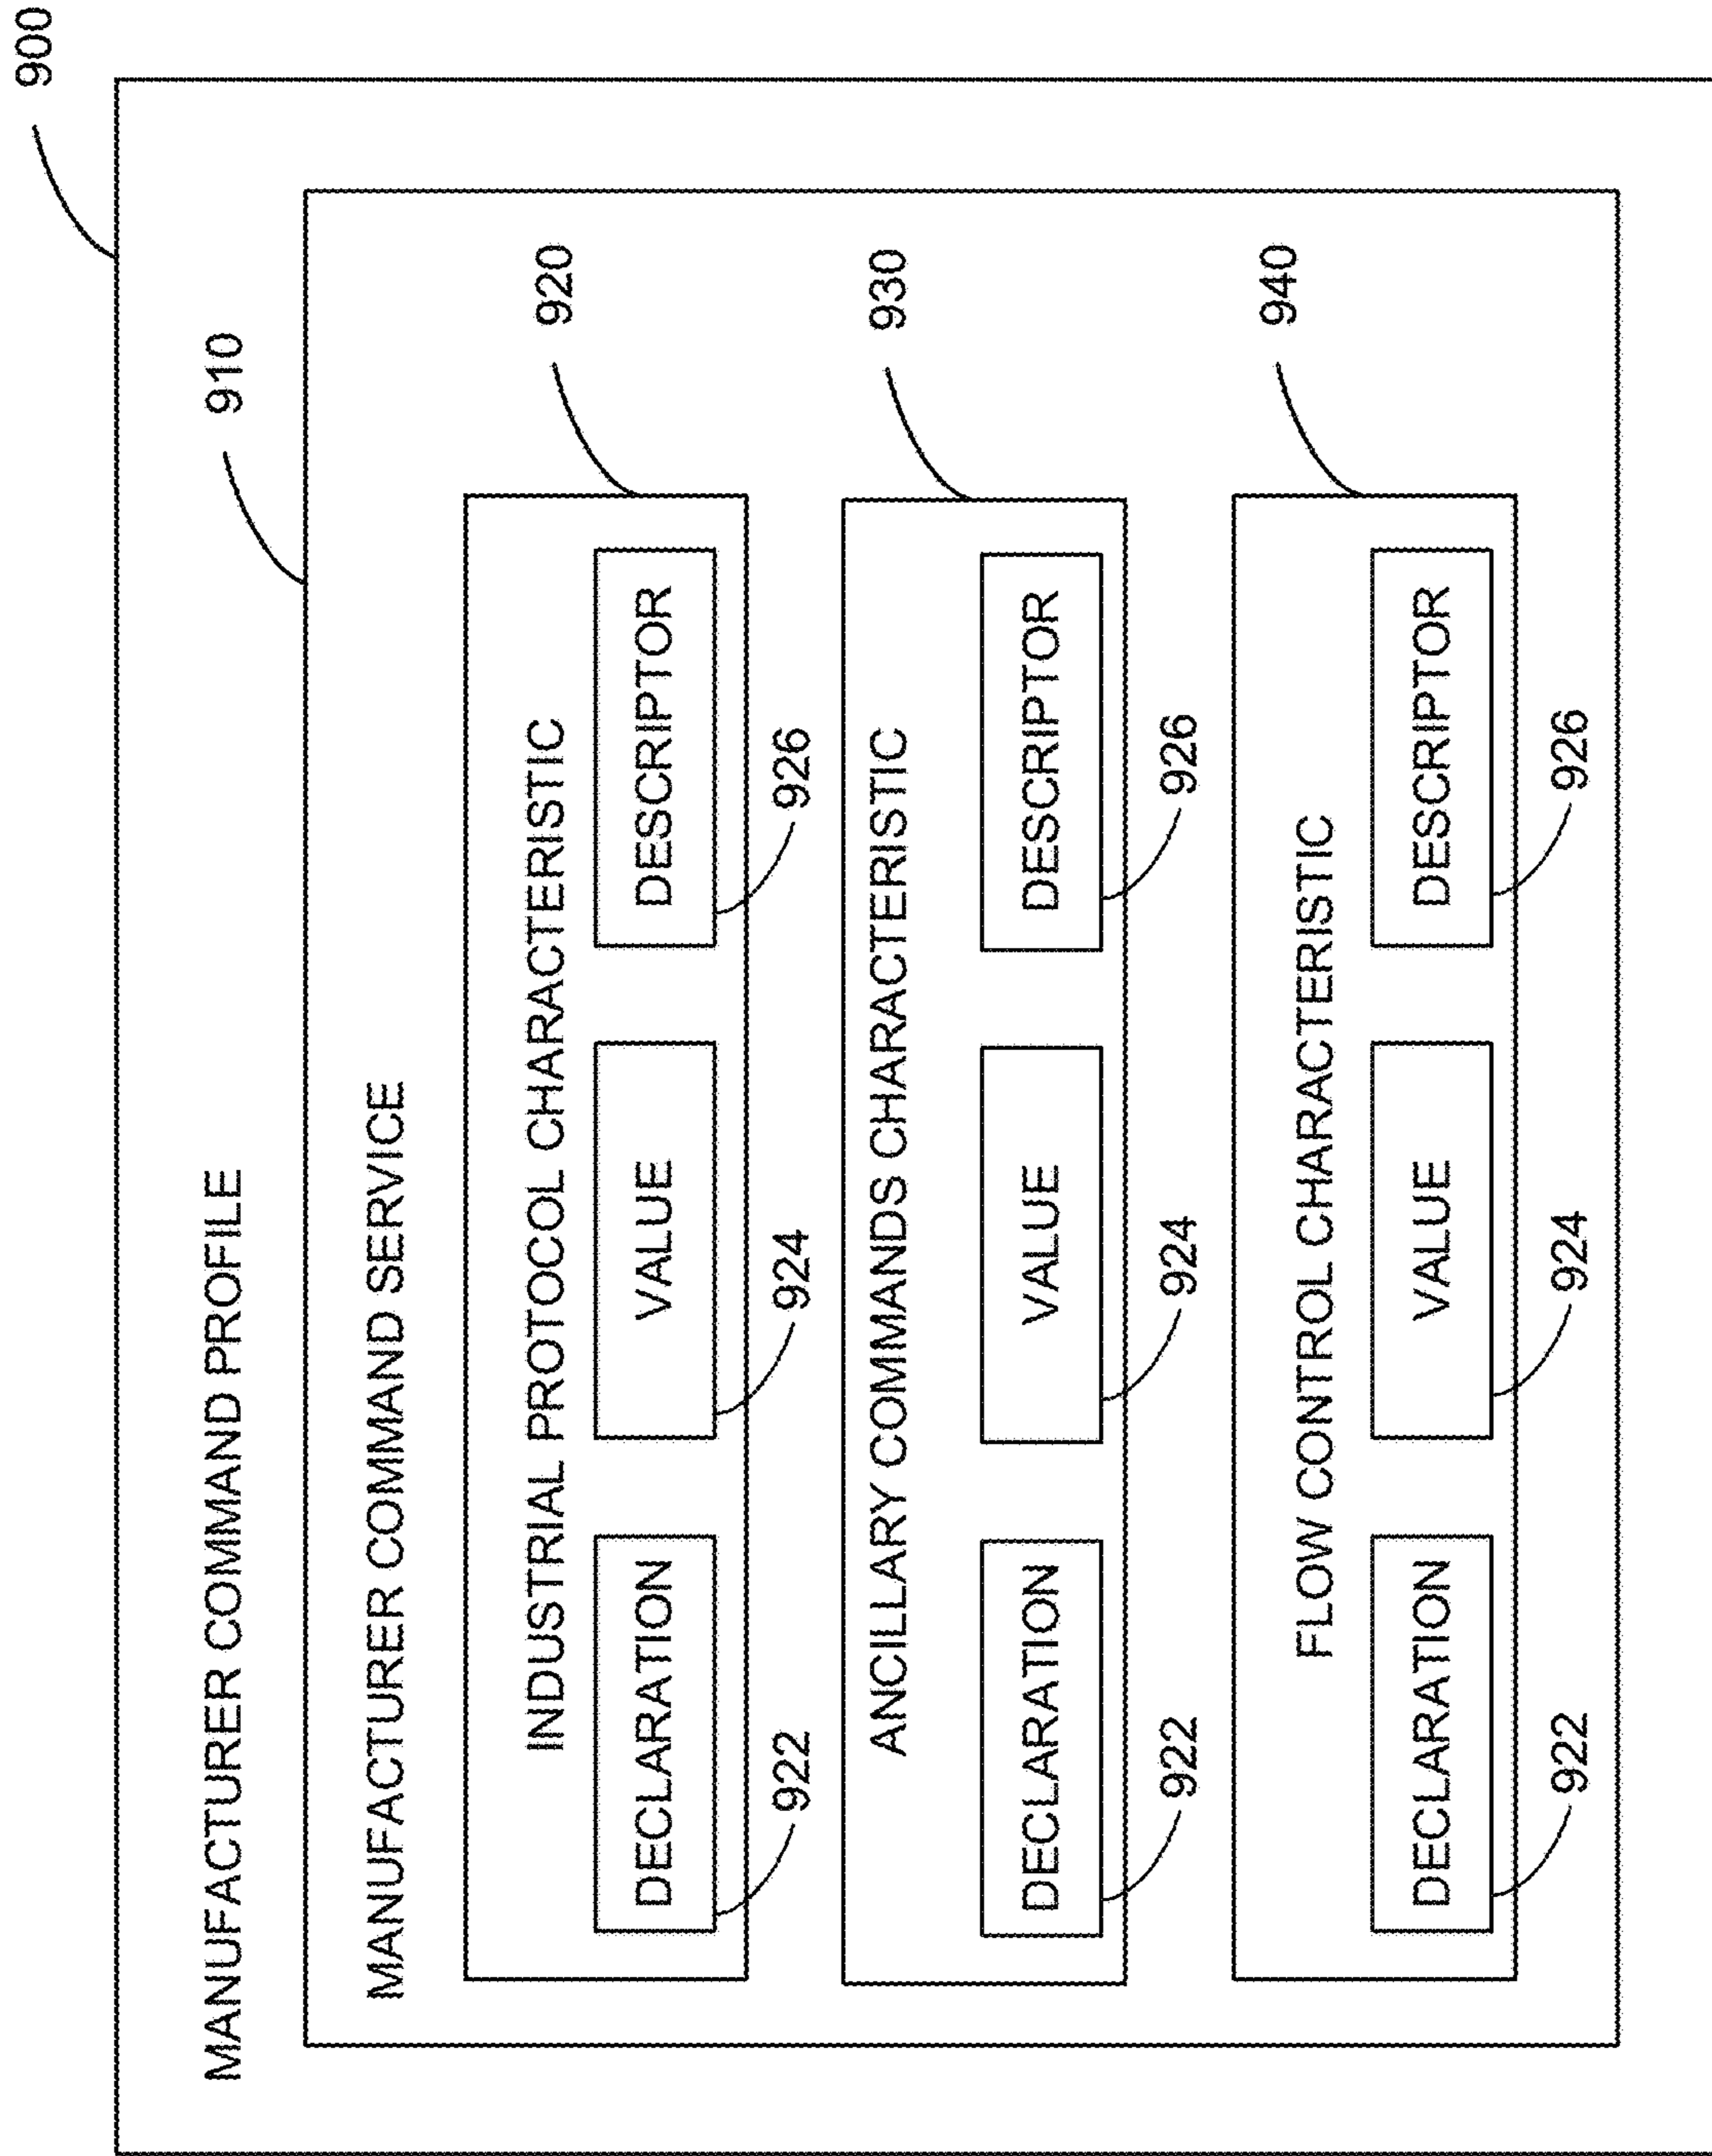 900
MANUFACTURER COMMAND PROFILE
910
MANUFACTURER COMMAND SERVICE
920
INDUSTRIAL PROTOCOL CHARACTERISTIC
DECLARATION VALUE DESCRIPTOR
922 924 926
930
ANCILLARY COMMANDS CHARACTERISTIC
DECLARATION VALUE DESCRIPTOR
922 924 926
940
FLOW CONTROL CHARACTERISTIC
DECLARATION VALUE DESCRIPTOR
922 924 926